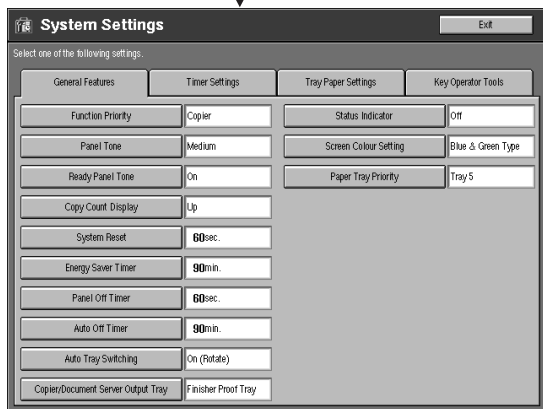 System Settings
Exit
Select one of the following settings.
General Features
Timer Settings
Tray Paper Settings
Key Operator Tools
Function Priority Copier
Panel Tone Medium
Ready Panel Tone On
Copy Count Display Up
System Reset 60sec.
Energy Saver Timer 90min.
Panel Off Timer 60sec.
Auto Off Timer 90min.
Auto Tray Switching On (Rotate)
Copier/Document Server Output Tray Finisher Proof Tray
Status Indicator Off
Screen Colour Setting Blue & Green Type
Paper Tray Priority Tray 5